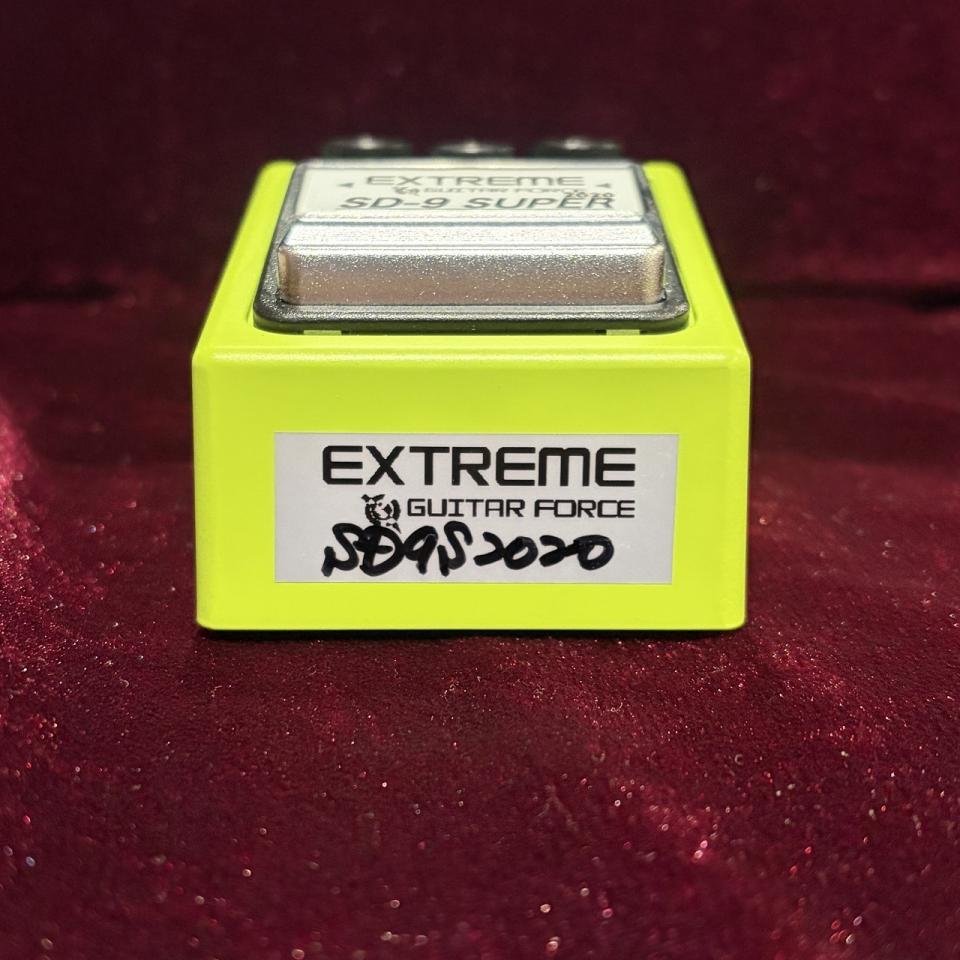 EXTREME
GUITAR FORCE
2020
SD-9 SUPER
EXTREME
GUITAR FORCE
SD9S2020